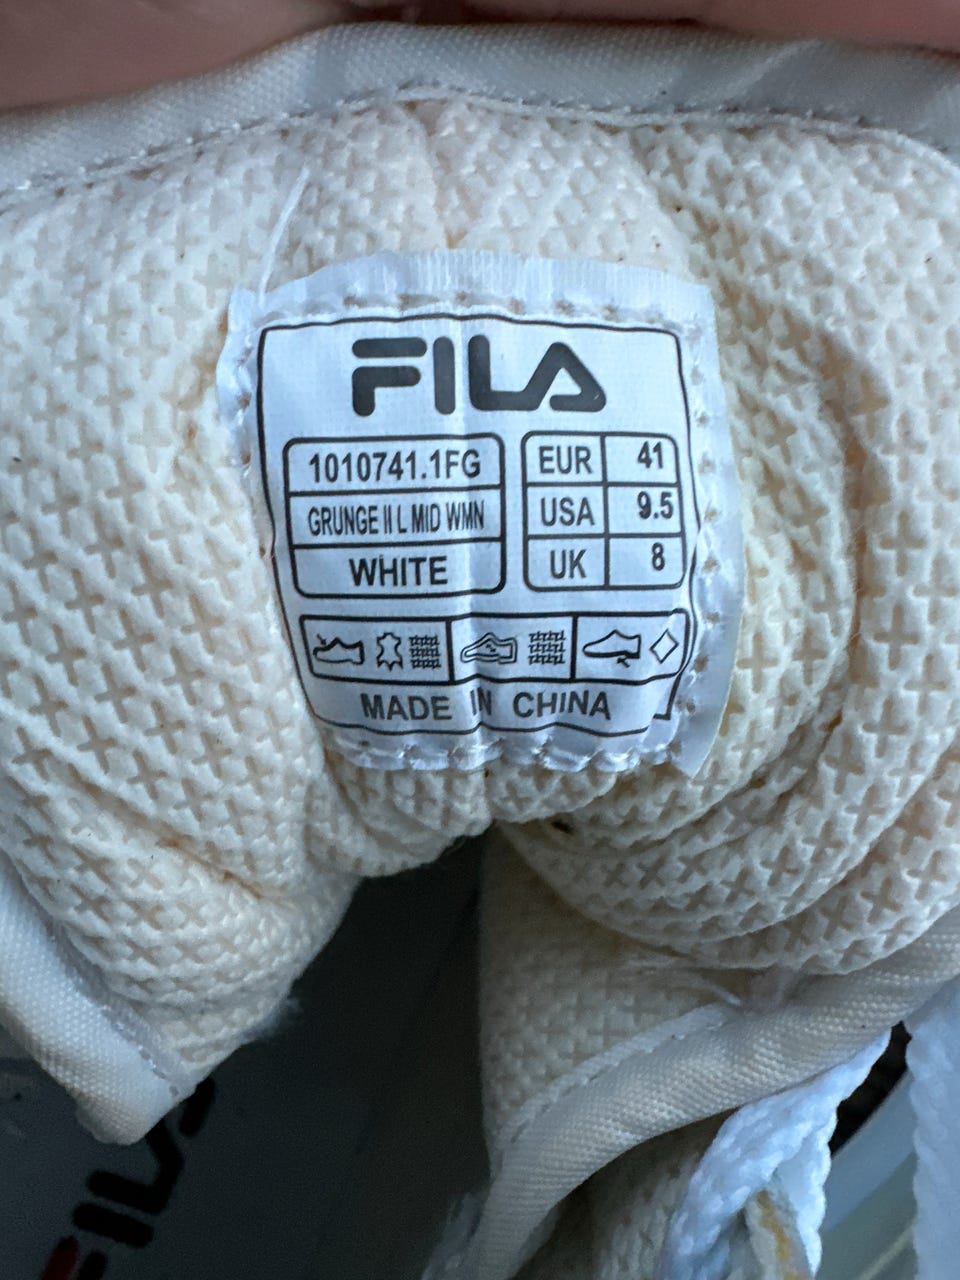 FILA
1010741.1FG
GRUNGE II L MID WMN
WHITE
EUR 41
USA 9.5
UK 8
MADE IN CHINA
FILA